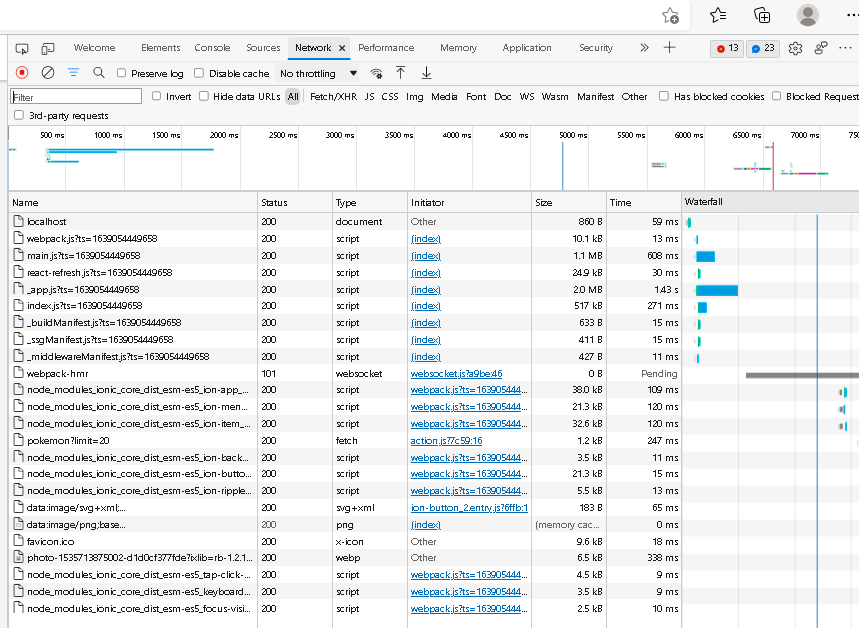 Welcome Elements Console Sources Network Performance Memory Application Security 13 23
Preserve log Disable cache No throttling
Filter Invert Hide data URLs All Fetch/XHR JS CSS Img Media Font Doc WS Wasm Manifest Other Has blocked cookies Blocked Request
3rd-party requests
500 ms 1000 ms 1500 ms 2000 ms 2500 ms 3000 ms 3500 ms 4000 ms 4500 ms 5000 ms 5500 ms 6000 ms 6500 ms 7000 ms 750
Name Status Type Initiator Size Time Waterfall
localhost 200 document Other 860 B 59 ms
webpack.js?ts=1639054449658 200 script (index) 10.1 kB 13 ms
main.js?ts=1639054449658 200 script (index) 1.1 MB 608 ms
react-refresh.js?ts=1639054449658 200 script (index) 24.9 kB 30 ms
_app.js?ts=1639054449658 200 script (index) 2.0 MB 1.43 s
index.js?ts=1639054449658 200 script (index) 517 kB 271 ms
_buildManifest.js?ts=1639054449658 200 script (index) 633 B 15 ms
_ssgManifest.js?ts=1639054449658 200 script (index) 411 B 15 ms
_middlewareManifest.js?ts=1639054449658 200 script (index) 427 B 11 ms
webpack-hmr 101 websocket websocket.js?a9be:46 0 B Pending
node_modules_ionic_core_dist_esm-es5_ion-app_... 200 script webpack.js?ts=163905444... 38.0 kB 109 ms
node_modules_ionic_core_dist_esm-es5_ion-men... 200 script webpack.js?ts=163905444... 21.3 kB 120 ms
node_modules_ionic_core_dist_esm-es5_ion-item_... 200 script webpack.js?ts=163905444... 32.6 kB 120 ms
pokemon?limit=20 200 fetch action.js?7c59:16 1.2 kB 247 ms
node_modules_ionic_core_dist_esm-es5_ion-back... 200 script webpack.js?ts=163905444... 3.5 kB 11 ms
node_modules_ionic_core_dist_esm-es5_ion-butto... 200 script webpack.js?ts=163905444... 21.3 kB 15 ms
node_modules_ionic_core_dist_esm-es5_ion-ripple... 200 script webpack.js?ts=163905444... 5.5 kB 13 ms
data:image/svg+xml;... 200 svg+xml ion-button_2.entry.js?6ffb:1 183 B 65 ms
data:image/png;base... 200 png (index) (memory cac... 0 ms
favicon.ico 200 x-icon Other 9.6 kB 18 ms
photo-1535713875002-d1d0cf377fde?ixlib=rb-1.2.1... 200 webp Other 6.5 kB 338 ms
node_modules_ionic_core_dist_esm-es5_tap-click-... 200 script webpack.js?ts=163905444... 4.5 kB 9 ms
node_modules_ionic_core_dist_esm-es5_keyboard... 200 script webpack.js?ts=163905444... 3.5 kB 9 ms
node_modules_ionic_core_dist_esm-es5_focus-visi... 200 script webpack.js?ts=163905444... 2.5 kB 10 ms